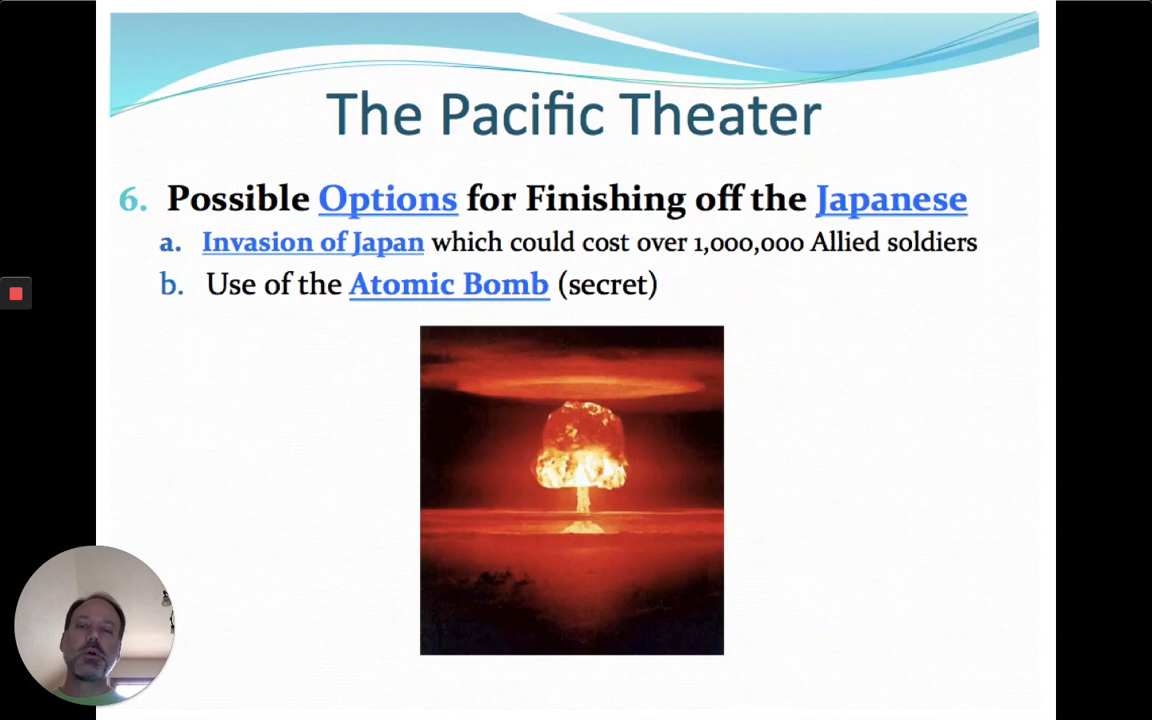 The Pacific Theater
6. Possible Options for Finishing off the Japanese
a. Invasion of Japan which could cost over 1,000,000 Allied soldiers
b. Use of the Atomic Bomb (secret)